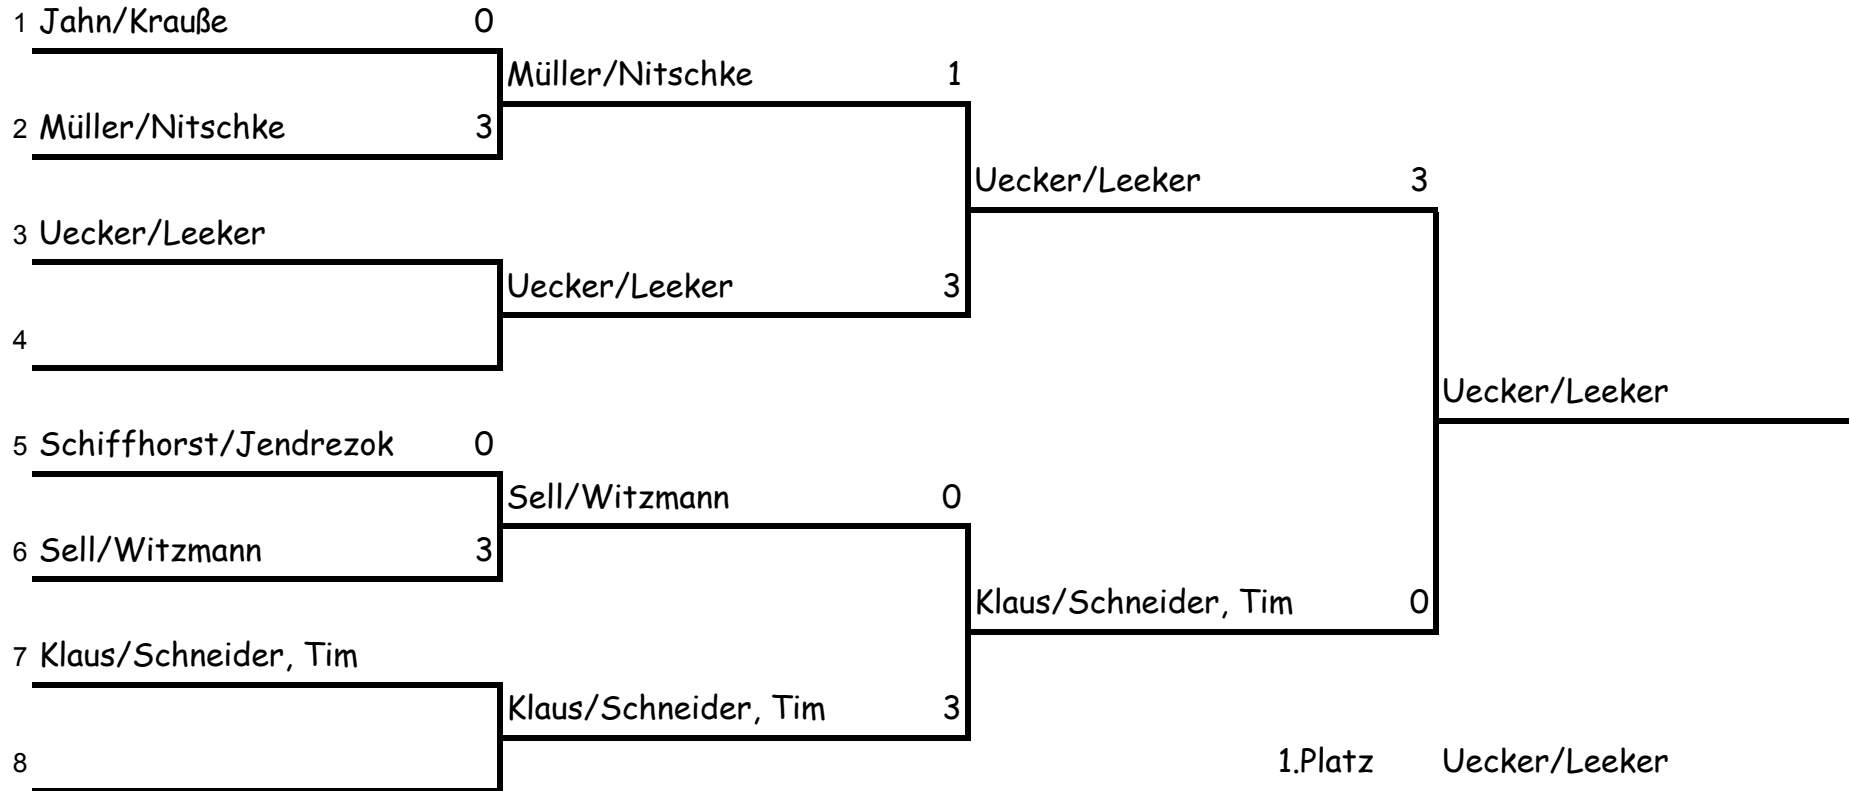 1 Jahn/Krauße 0
Müller/Nitschke 1
2 Müller/Nitschke 3
Uecker/Leeker 3
3 Uecker/Leeker
Uecker/Leeker 3
4
Uecker/Leeker
5 Schiffhorst/Jendrezok 0
Sell/Witzmann 0
6 Sell/Witzmann 3
Klaus/Schneider, Tim 0
7 Klaus/Schneider, Tim
Klaus/Schneider, Tim 3
8
1.Platz Uecker/Leeker